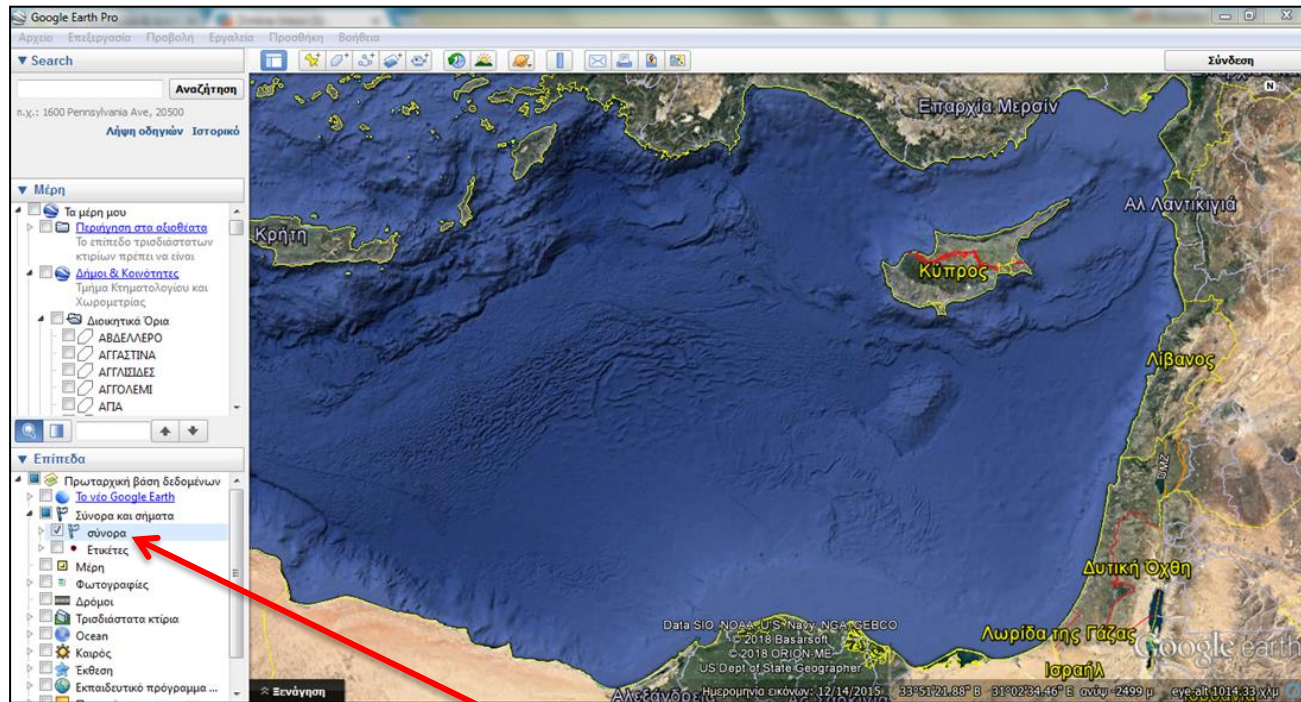 Google Earth Pro
Αρχείο Επεξεργασία Προβολή Εργαλεία Προσθήκη Βοήθεια
▼ Search
Αναζήτηση
π.χ.: 1600 Pennsylvania Ave, 20500
Λήψη οδηγιών Ιστορικό
▼ Μέρη
Τα μέρη μου
Περιήγηση στα αξιοθέατα
Το επίπεδο τρισδιάστατων
κτιρίων πρέπει να είναι
Δήμοι & Κοινότητες
Τμήμα Κτηματολογίου και
Χωρομετρίας
Διοικητικά Όρια
ΑΒΔΕΛΛΕΡΟ
ΑΓΓΑΣΤΙΝΑ
ΑΓΓΛΙΣΙΔΕΣ
ΑΓΓΟΛΕΜΙ
ΑΓΙΑ
▼ Επίπεδα
Πρωταρχική βάση δεδομένων
Το νέο Google Earth
Σύνορα και σήματα
σύνορα
Ετικέτες
Μέρη
Φωτογραφίες
Δρόμοι
Τρισδιάστατα κτίρια
Ocean
Καιρός
Έκθεση
Εκπαιδευτικό πρόγραμμα ...
Σύνδεση
N
Επαρχία Μερσίν
Αλ Λαντικιγιά
Κρήτη
Κύπρος
Λίβανος
DMZ
Δυτική Όχθη
Λωρίδα της Γάζας
Ισραήλ
Αλεξάνδρεια
Data SIO, NOAA, U.S. Navy, NGA, GEBCO
© 2018 Basarsoft
© 2018 ORION-ME
US Dept of State Geographer
Google earth
Ξενάγηση
Ημερομηνία εικόνων: 12/14/2015 33°51'21.88" Β 31°02'34.46" Ε ανύψ -2499 μ eye-alt 1014.33 χλμ